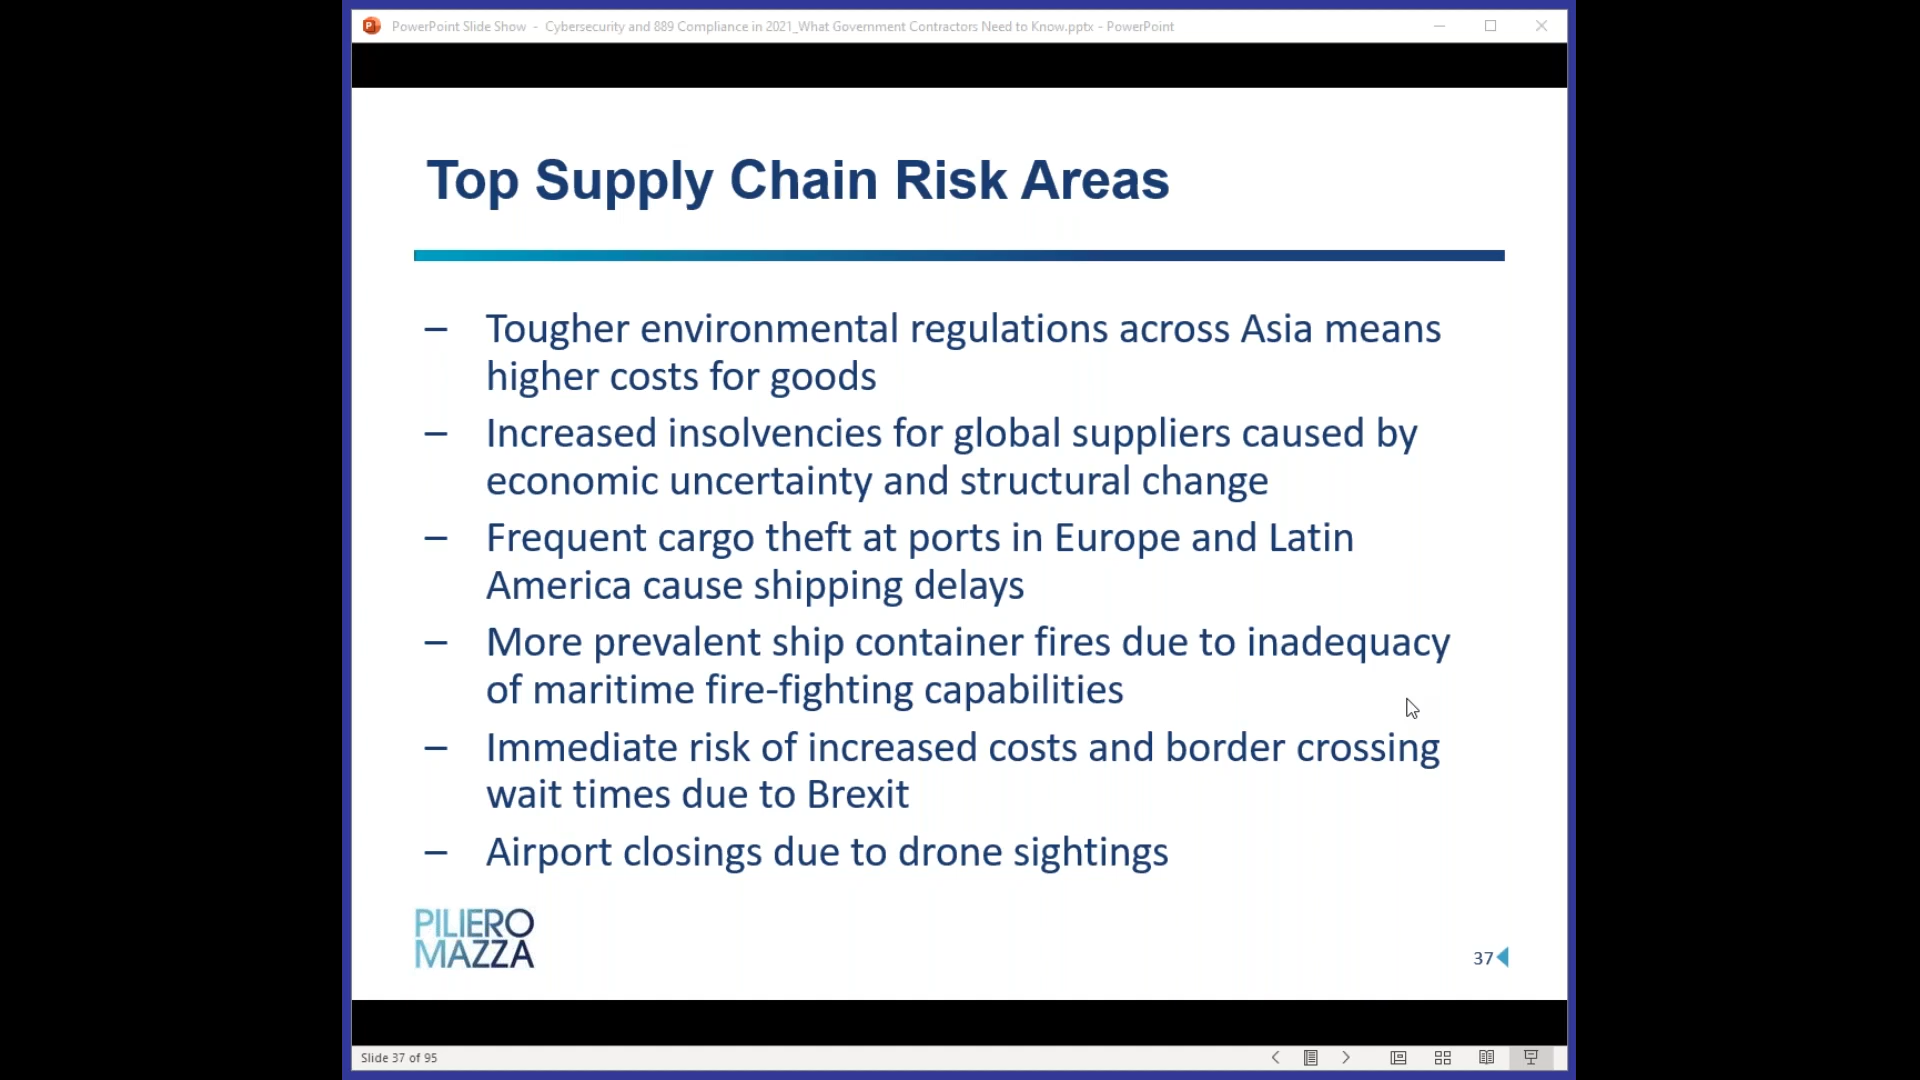 PowerPoint Slide Show - Cybersecurity and 889 Compliance in 2021_What Government Contractors Need to Know.pptx - PowerPoint
Top Supply Chain Risk Areas
– Tougher environmental regulations across Asia means
higher costs for goods
– Increased insolvencies for global suppliers caused by
economic uncertainty and structural change
– Frequent cargo theft at ports in Europe and Latin
America cause shipping delays
– More prevalent ship container fires due to inadequacy
of maritime fire-fighting capabilities
– Immediate risk of increased costs and border crossing
wait times due to Brexit
– Airport closings due to drone sightings
PILIERO
MAZZA
37
Slide 37 of 95